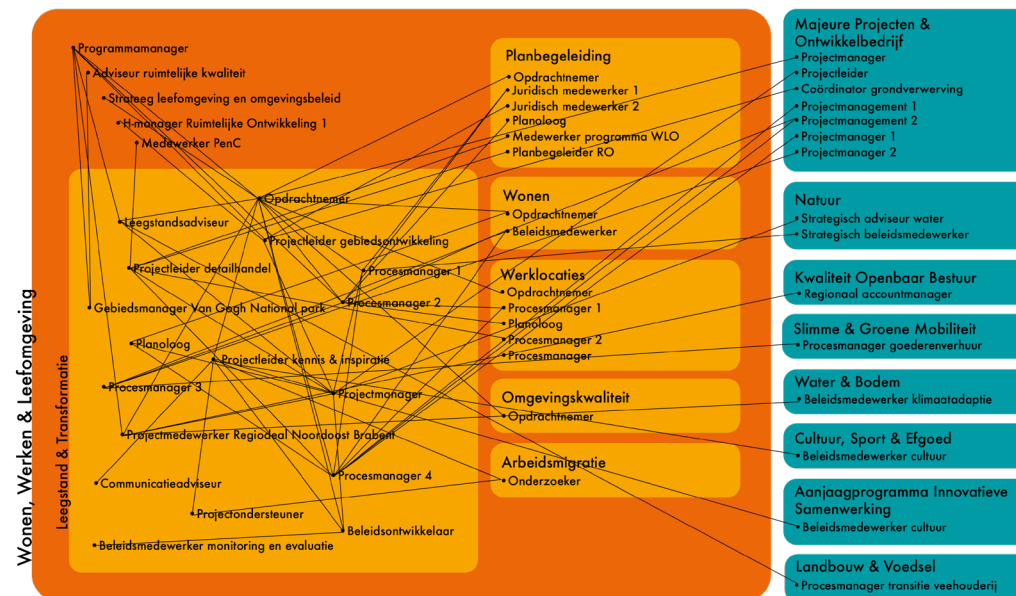 Wonen, Werken & Leefomgeving
Leegstand & Transformatie
Programmamanager
Adviseur ruimtelijke kwaliteit
Strateeg leefomgeving en omgevingsbeleid
H-manager Ruimtelijke Ontwikkeling 1
Medewerker PenC
Opdrachtnemer
Leegstandsadviseur
Projectleider gebiedsontwikkeling
Projectleider detailhandel
Procesmanager 1
Procesmanager 2
Gebiedsmanager Van Gogh National park
Planoloog
Projectleider kennis & inspiratie
Procesmanager 3
Projectmanager
Projectmedewerker Regiodeal Noordoost Brabent
Procesmanager 4
Communicatieadviseur
Projectondersteuner
Beleidsontwikkelaar
Beleidsmedewerker monitoring en evaluatie
Planbegeleiding
Opdrachtnemer
Juridisch medewerker 1
Juridisch medewerker 2
Planoloog
Medewerker programma WLO
Planbegeleider RO
Wonen
Opdrachtnemer
Beleidsmedewerker
Werklocaties
Opdrachtnemer
Procesmanager 1
Planoloog
Procesmanager 2
Procesmanager
Omgevingskwaliteit
Opdrachtnemer
Arbeidsmigratie
Onderzoeker
Majeure Projecten &
Ontwikkelbedrijf
Projectmanager
Projectleider
Coördinator grondverwerving
Projectmanagement 1
Projectmanagement 2
Projectmanager 1
Projectmanager 2
Natuur
Strategisch adviseur water
Strategisch beleidsmedewerker
Kwaliteit Openbaar Bestuur
Regionaal accountmanager
Slimme & Groene Mobiliteit
Procesmanager goederenverhuur
Water & Bodem
Beleidsmedewerker klimaatadaptie
Cultuur, Sport & Efgoed
Beleidsmedewerker cultuur
Aanjaagprogramma Innovatieve
Samenwerking
Beleidsmedewerker cultuur
Landbouw & Voedsel
Procesmanager transitie veehouderij